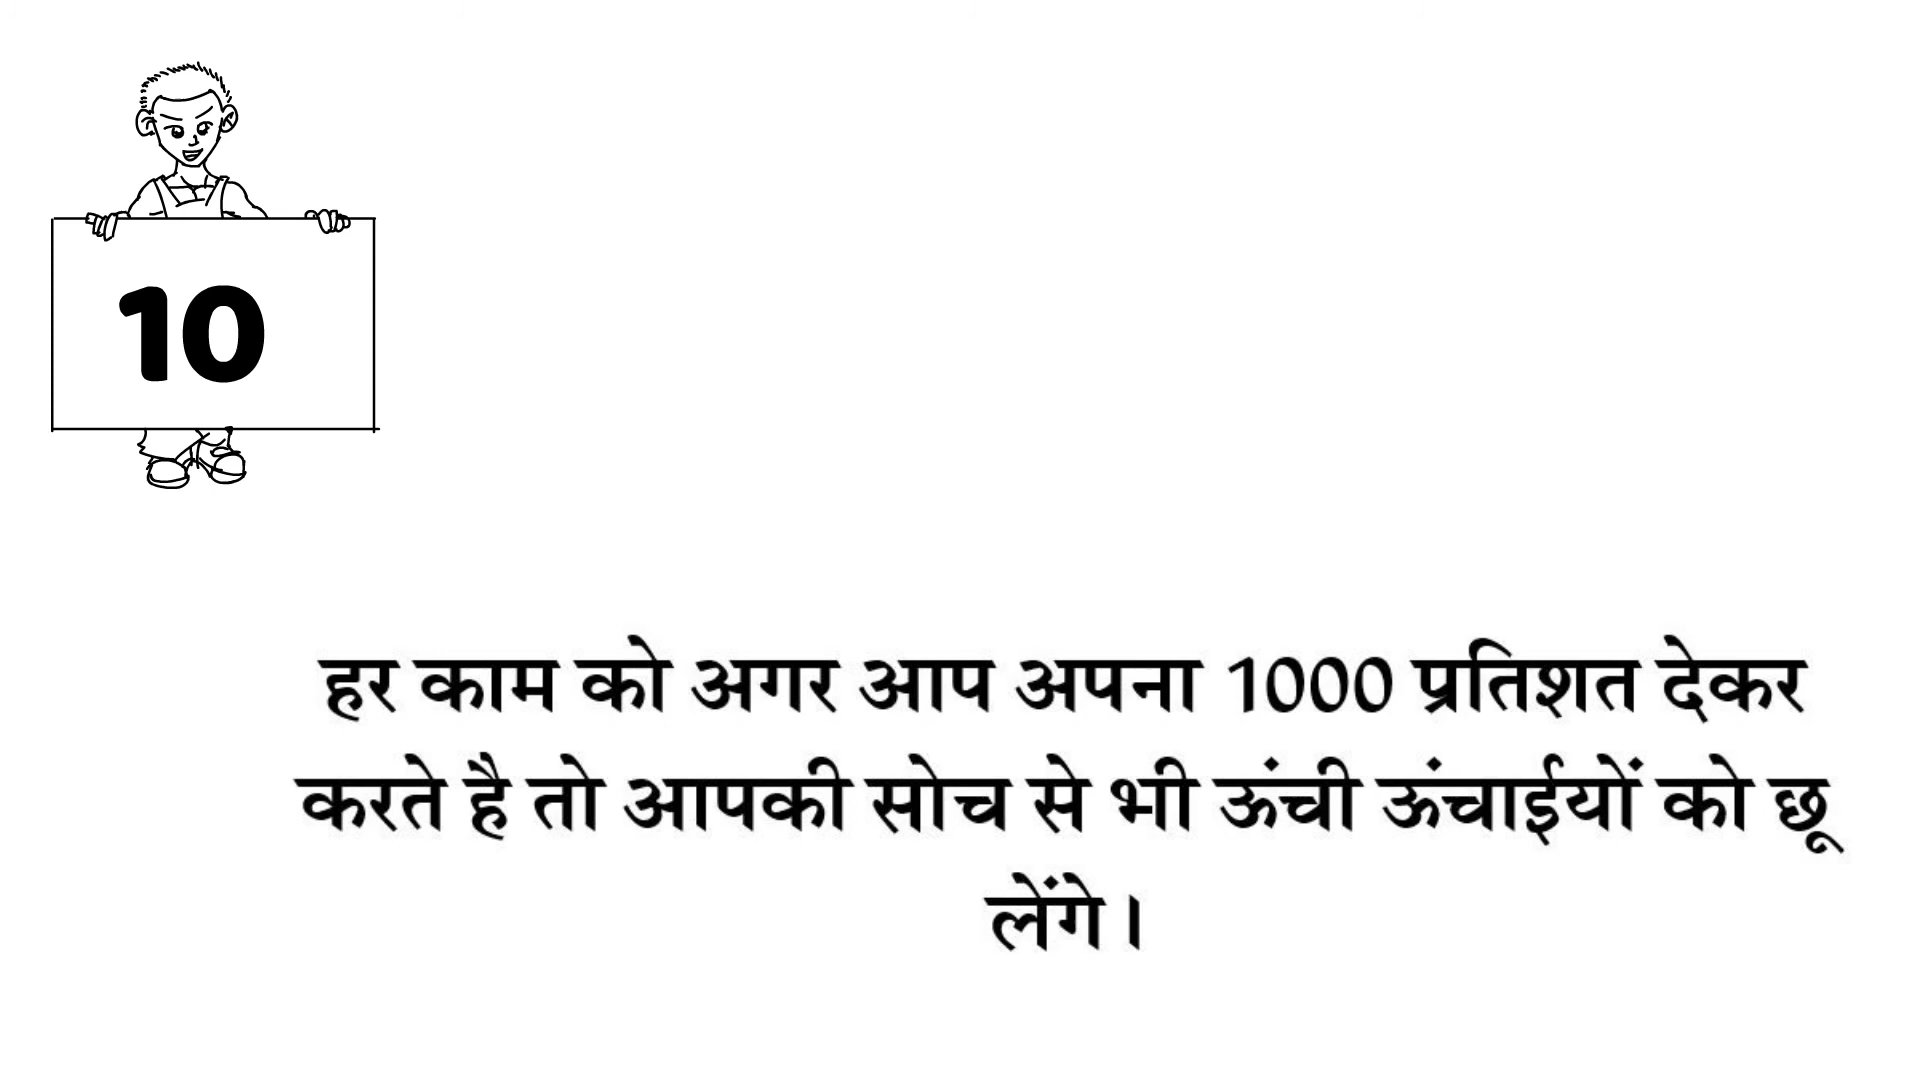 10
हर काम को अगर आप अपना 1000 प्रतिशत देकर
करते है तो आपकी सोच से भी ऊंची ऊंचाईयों को छू
लेंगे।